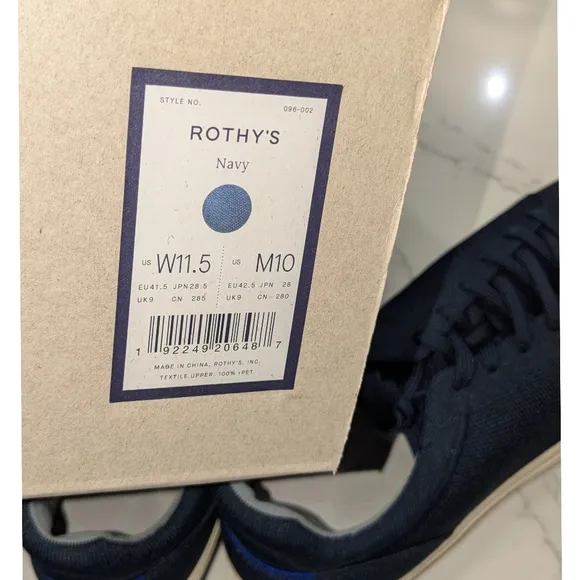 STYLE NO. 098-002
ROTHY'S
Navy
US W11.5 US M10
EU41.5 JPN28.5 EU42.5 JPN 28
UK9 CN 285 UK9 CN 280
1 92249 20648 7
MADE IN CHINA, ROTHY'S, INC.
TEXTILE UPPER: 100% rPET